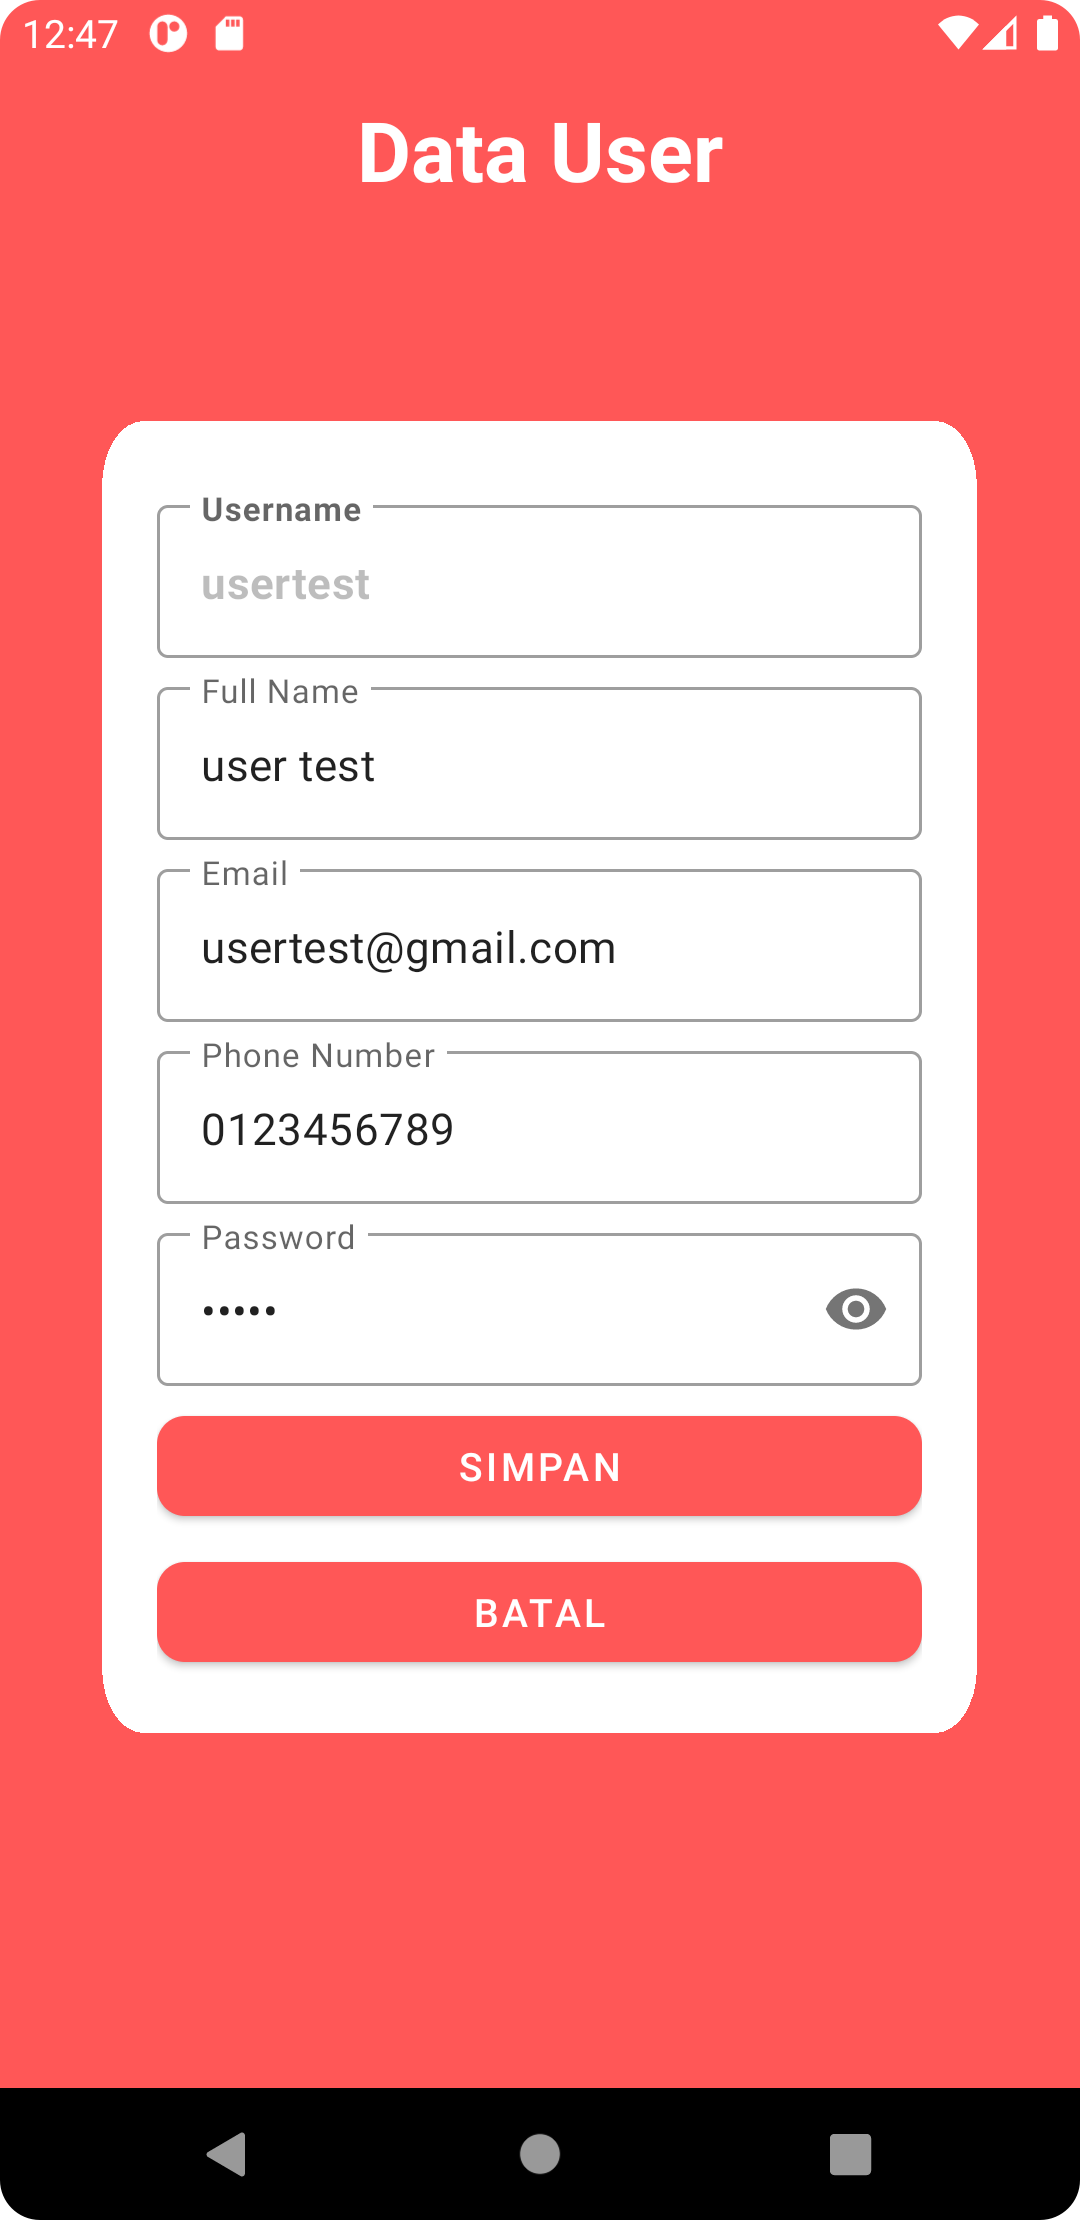 12:47
Data User
Username
usertest
Full Name
user test
Email
usertest@gmail.com
Phone Number
0123456789
Password
•••••
SIMPAN
BATAL